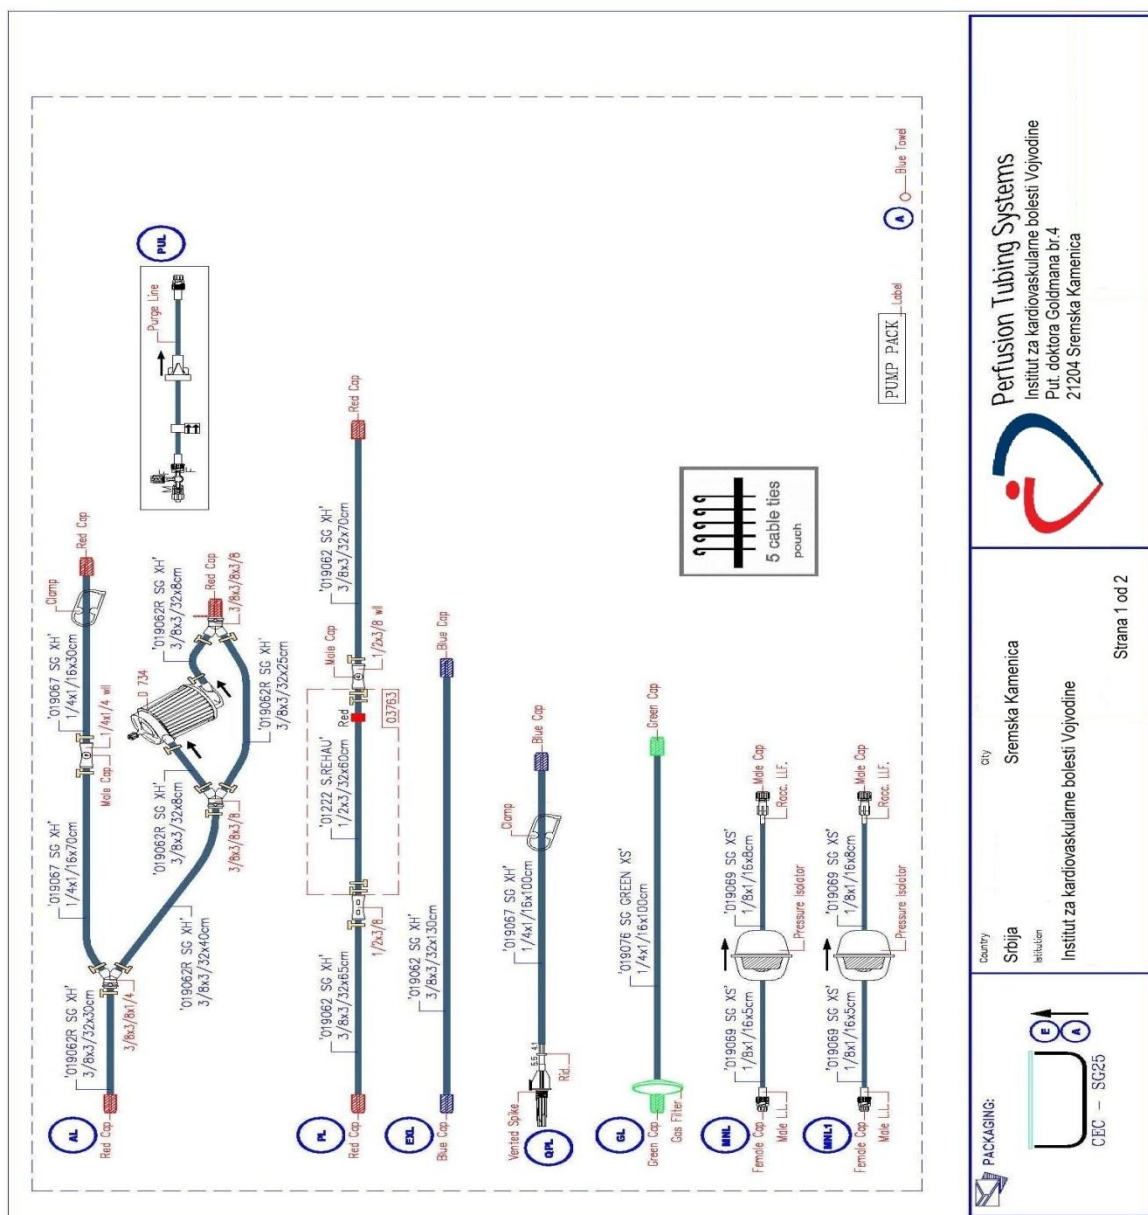 AL
Red Cap
'019062R SG XH'
3/8x3/32x30cm
3/8x3/8x1/4
'019067 SG XH'
1/4x1/16x70cm
Male Cap
1/4x1/4 wll
'019067 SG XH'
1/4x1/16x30cm
Clamp
Red Cap
'019062R SG XH'
3/8x3/32x40cm
3/8x3/8x3/8
'019062R SG XH'
3/8x3/32x8cm
D 734
'019062R SG XH'
3/8x3/32x8cm
'019062R SG XH'
3/8x3/32x25cm
Red Cap
3/8x3/8x3/8
PUL
Purge Line
M
F
PL
Red Cap
'019062 SG XH'
3/8x3/32x65cm
1/2x3/8
'01222 S.REHAU'
1/2x3/32x60cm
Red
03763
Male Cap
1/2x3/8 wll
'019062 SG XH'
3/8x3/32x70cm
Red Cap
EXL
Blue Cap
'019062 SG XH'
3/8x3/32x130cm
Blue Cap
QPL
Vented Spike
5.5 4.1
Rid.
'019067 SG XH'
1/4x1/16x100cm
Clamp
Blue Cap
GL
Green Cap
Gas Filter
'019076 SG GREEN XS'
1/4x1/16x100cm
Green Cap
5 cable ties
pouch
MNL
Female Cap
Male L.L.
'019069 SG XS'
1/8x1/16x5cm
Pressure Isolator
'019069 SG XS'
1/8x1/16x8cm
Male Cap
Racc. LLF.
MNL1
Female Cap
Male L.L.
'019069 SG XS'
1/8x1/16x5cm
Pressure Isolator
'019069 SG XS'
1/8x1/16x8cm
Male Cap
Racc. LLF.
PUMP PACK
Label
A
Blue Towel
PACKAGING:
E
A
CEC - SG25
Country
Srbija
City
Sremska Kamenica
Istitution
Institut za kardiovaskularne bolesti Vojvodine
Strana 1 od 2
Perfusion Tubing Systems
Institut za kardiovaskularne bolesti Vojvodine
Put. doktora Goldmana br.4
21204 Sremska Kamenica